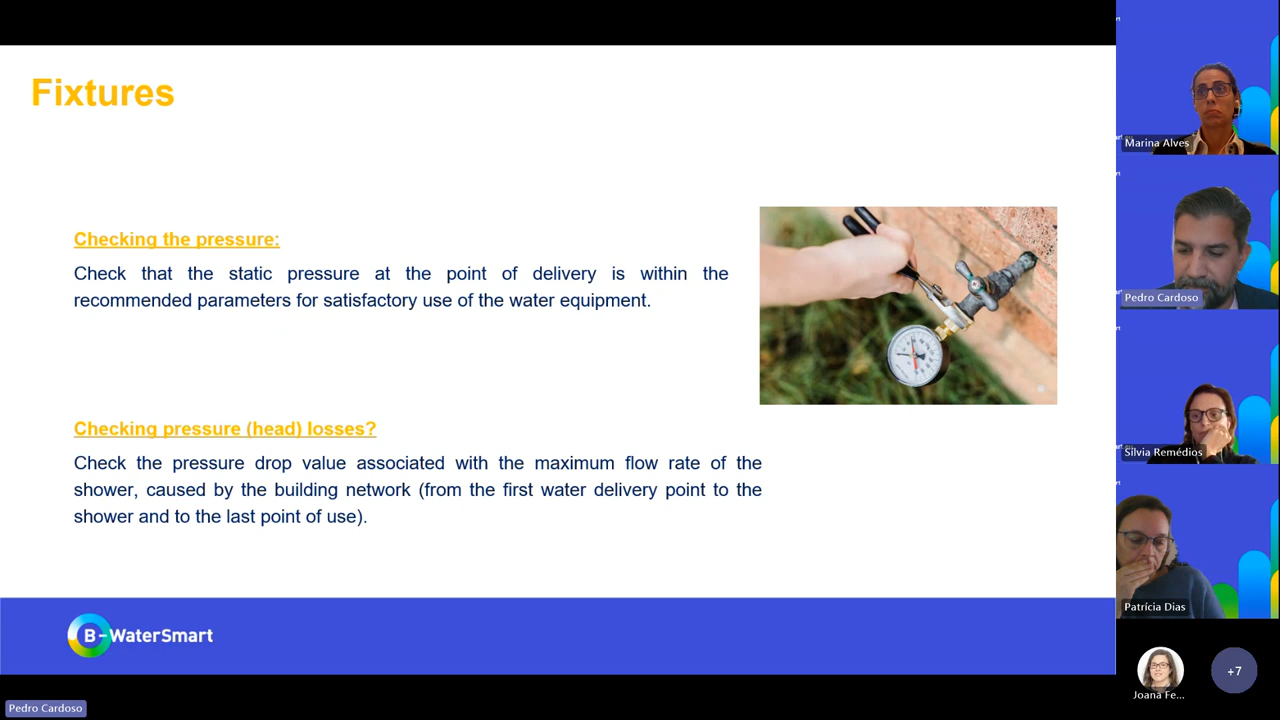 Fixtures
Checking the pressure:
Check that the static pressure at the point of delivery is within the
recommended parameters for satisfactory use of the water equipment.
Checking pressure (head) losses?
Check the pressure drop value associated with the maximum flow rate of the
shower, caused by the building network (from the first water delivery point to the
shower and to the last point of use).
B-WaterSmart
Pedro Cardoso
Marina Alves
Pedro Cardoso
Sílvia Remédios
Patrícia Dias
Joana Fe...
+7